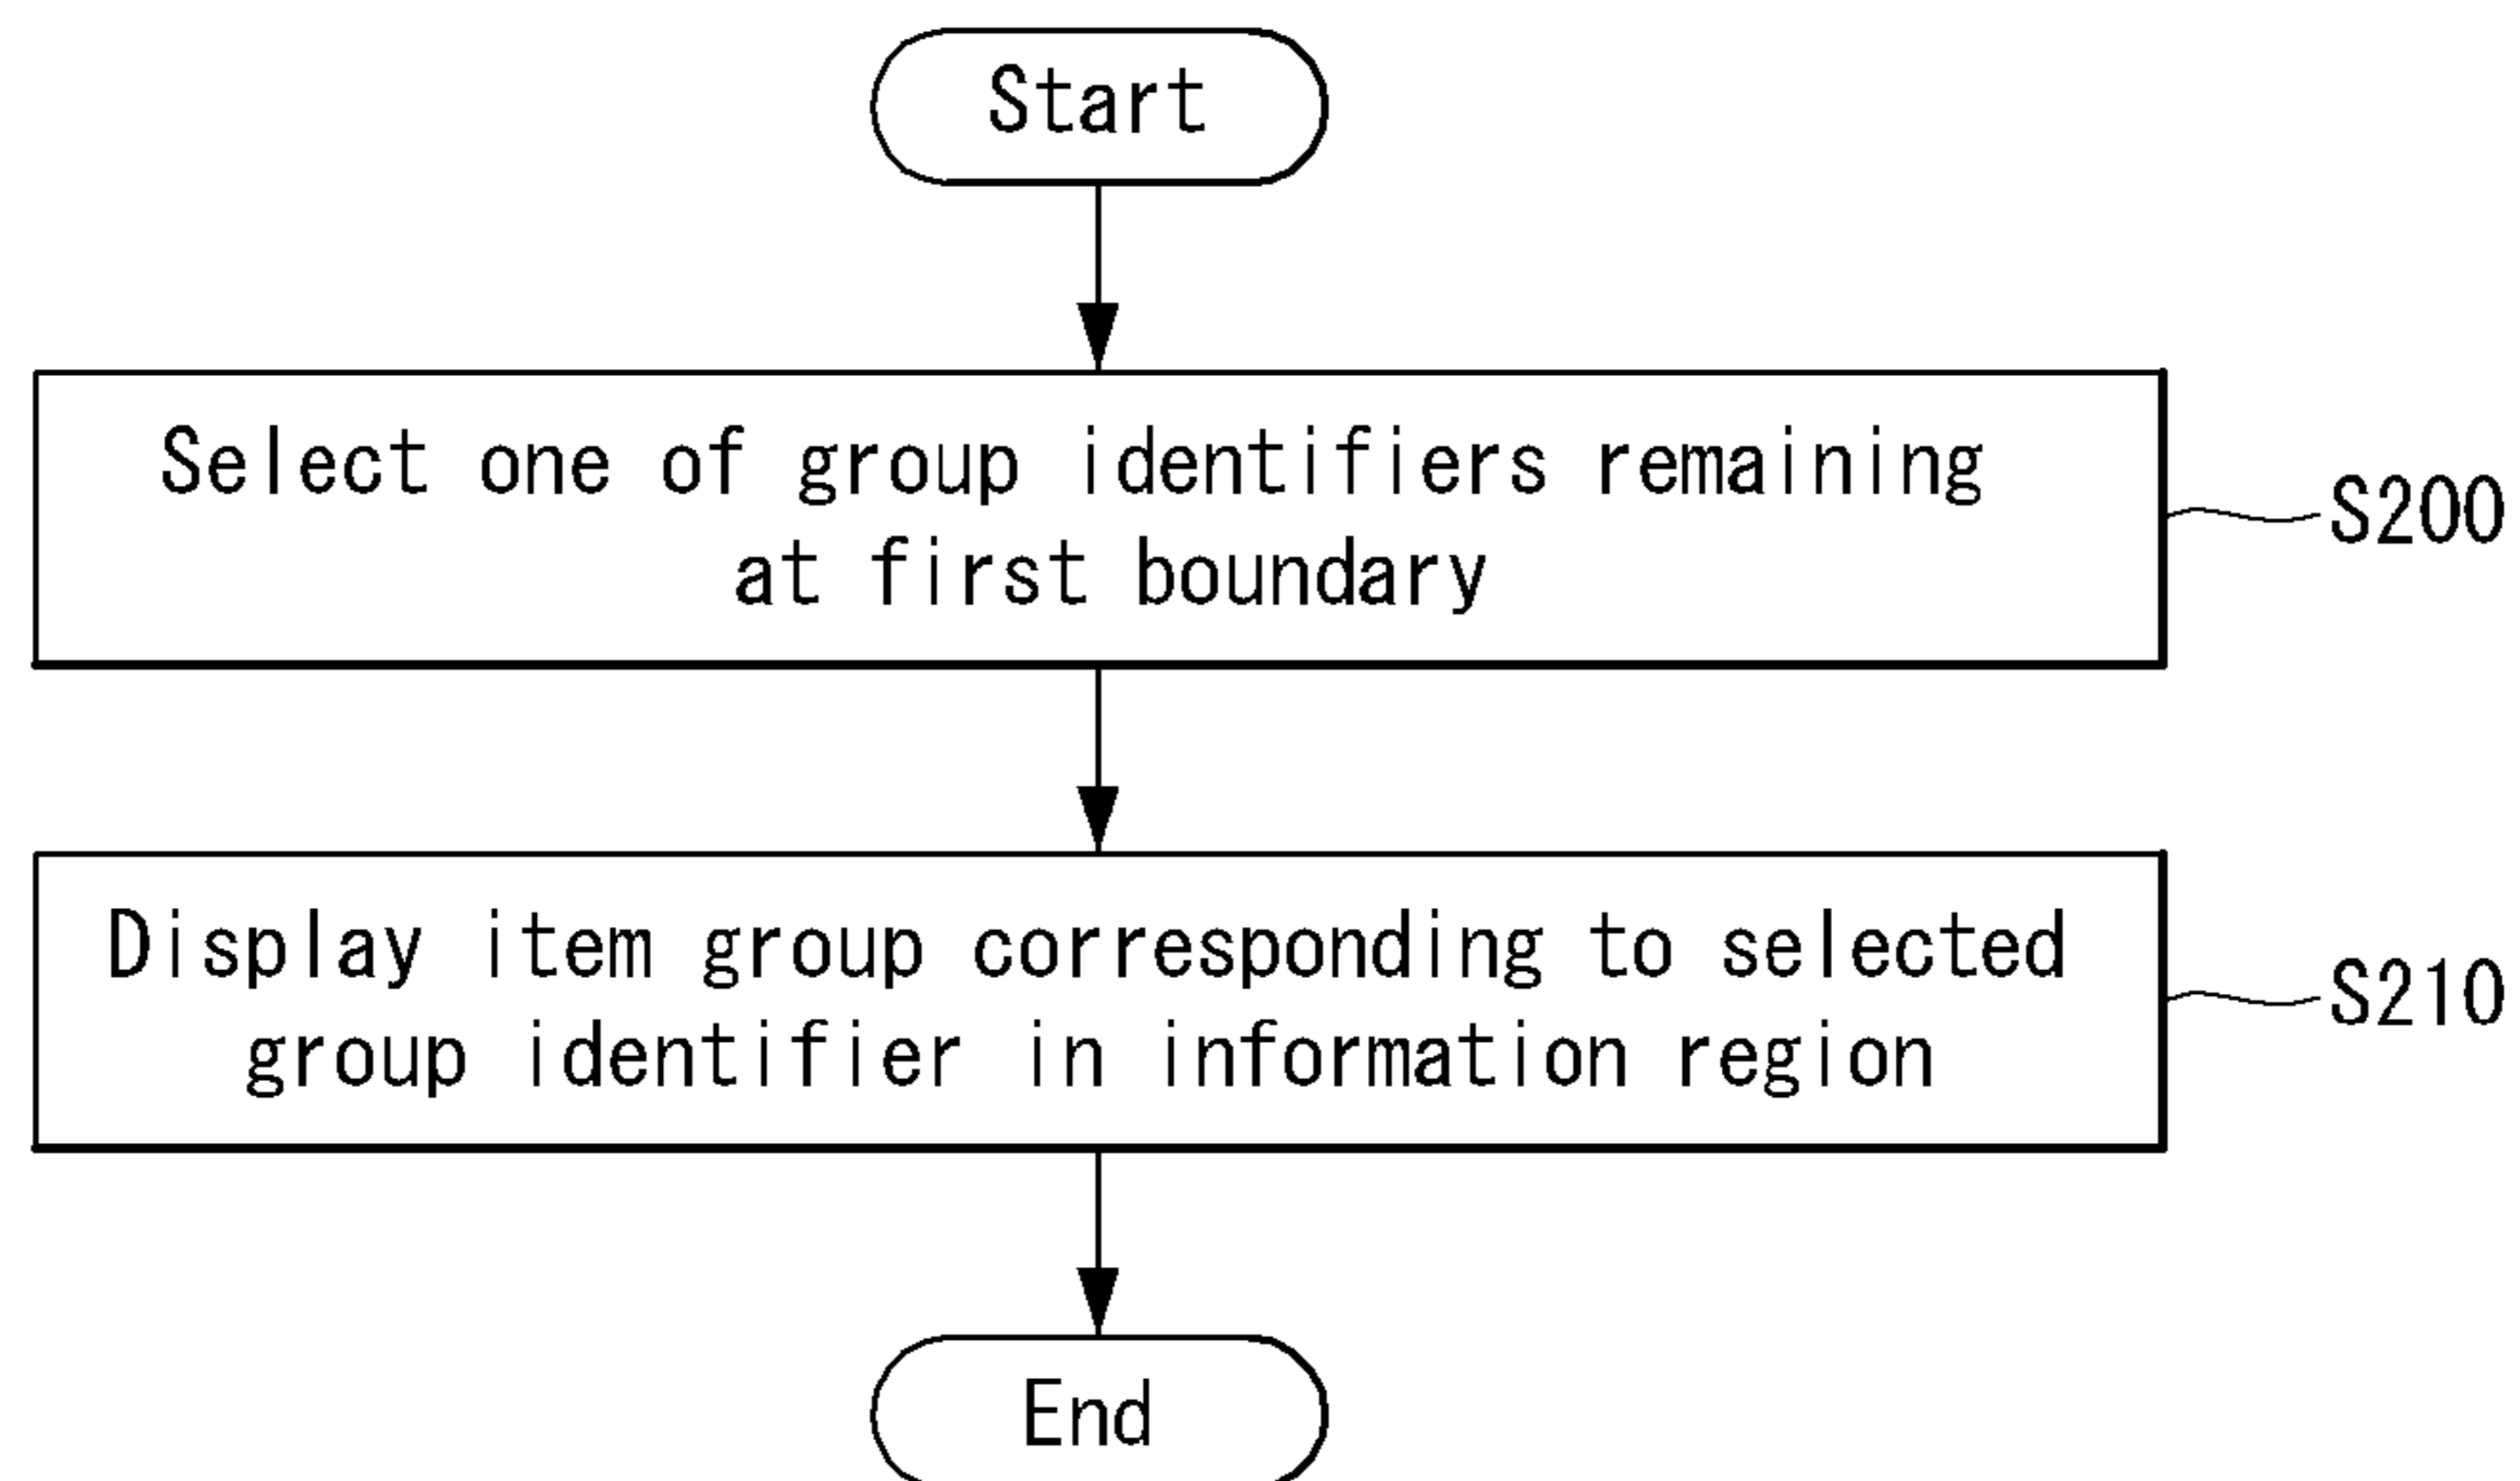 Start
Select one of group identifiers remaining
at first boundary
S200
Display item group corresponding to selected
group identifier in information region
S210
End